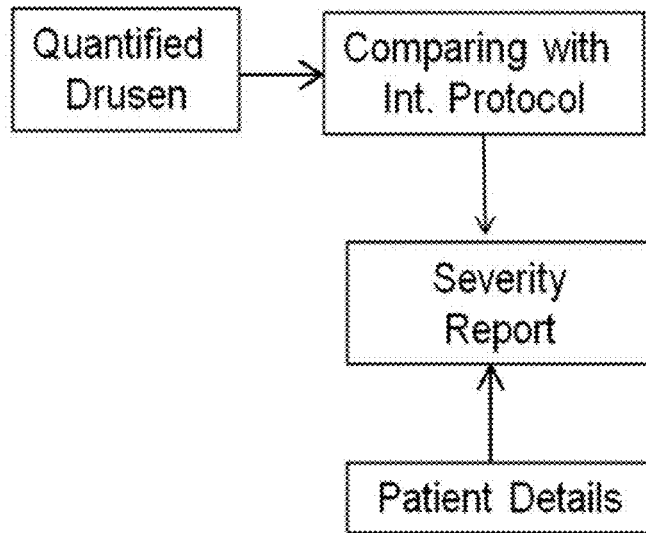 Quantified
Drusen
Comparing with
Int. Protocol
Severity
Report
Patient Details